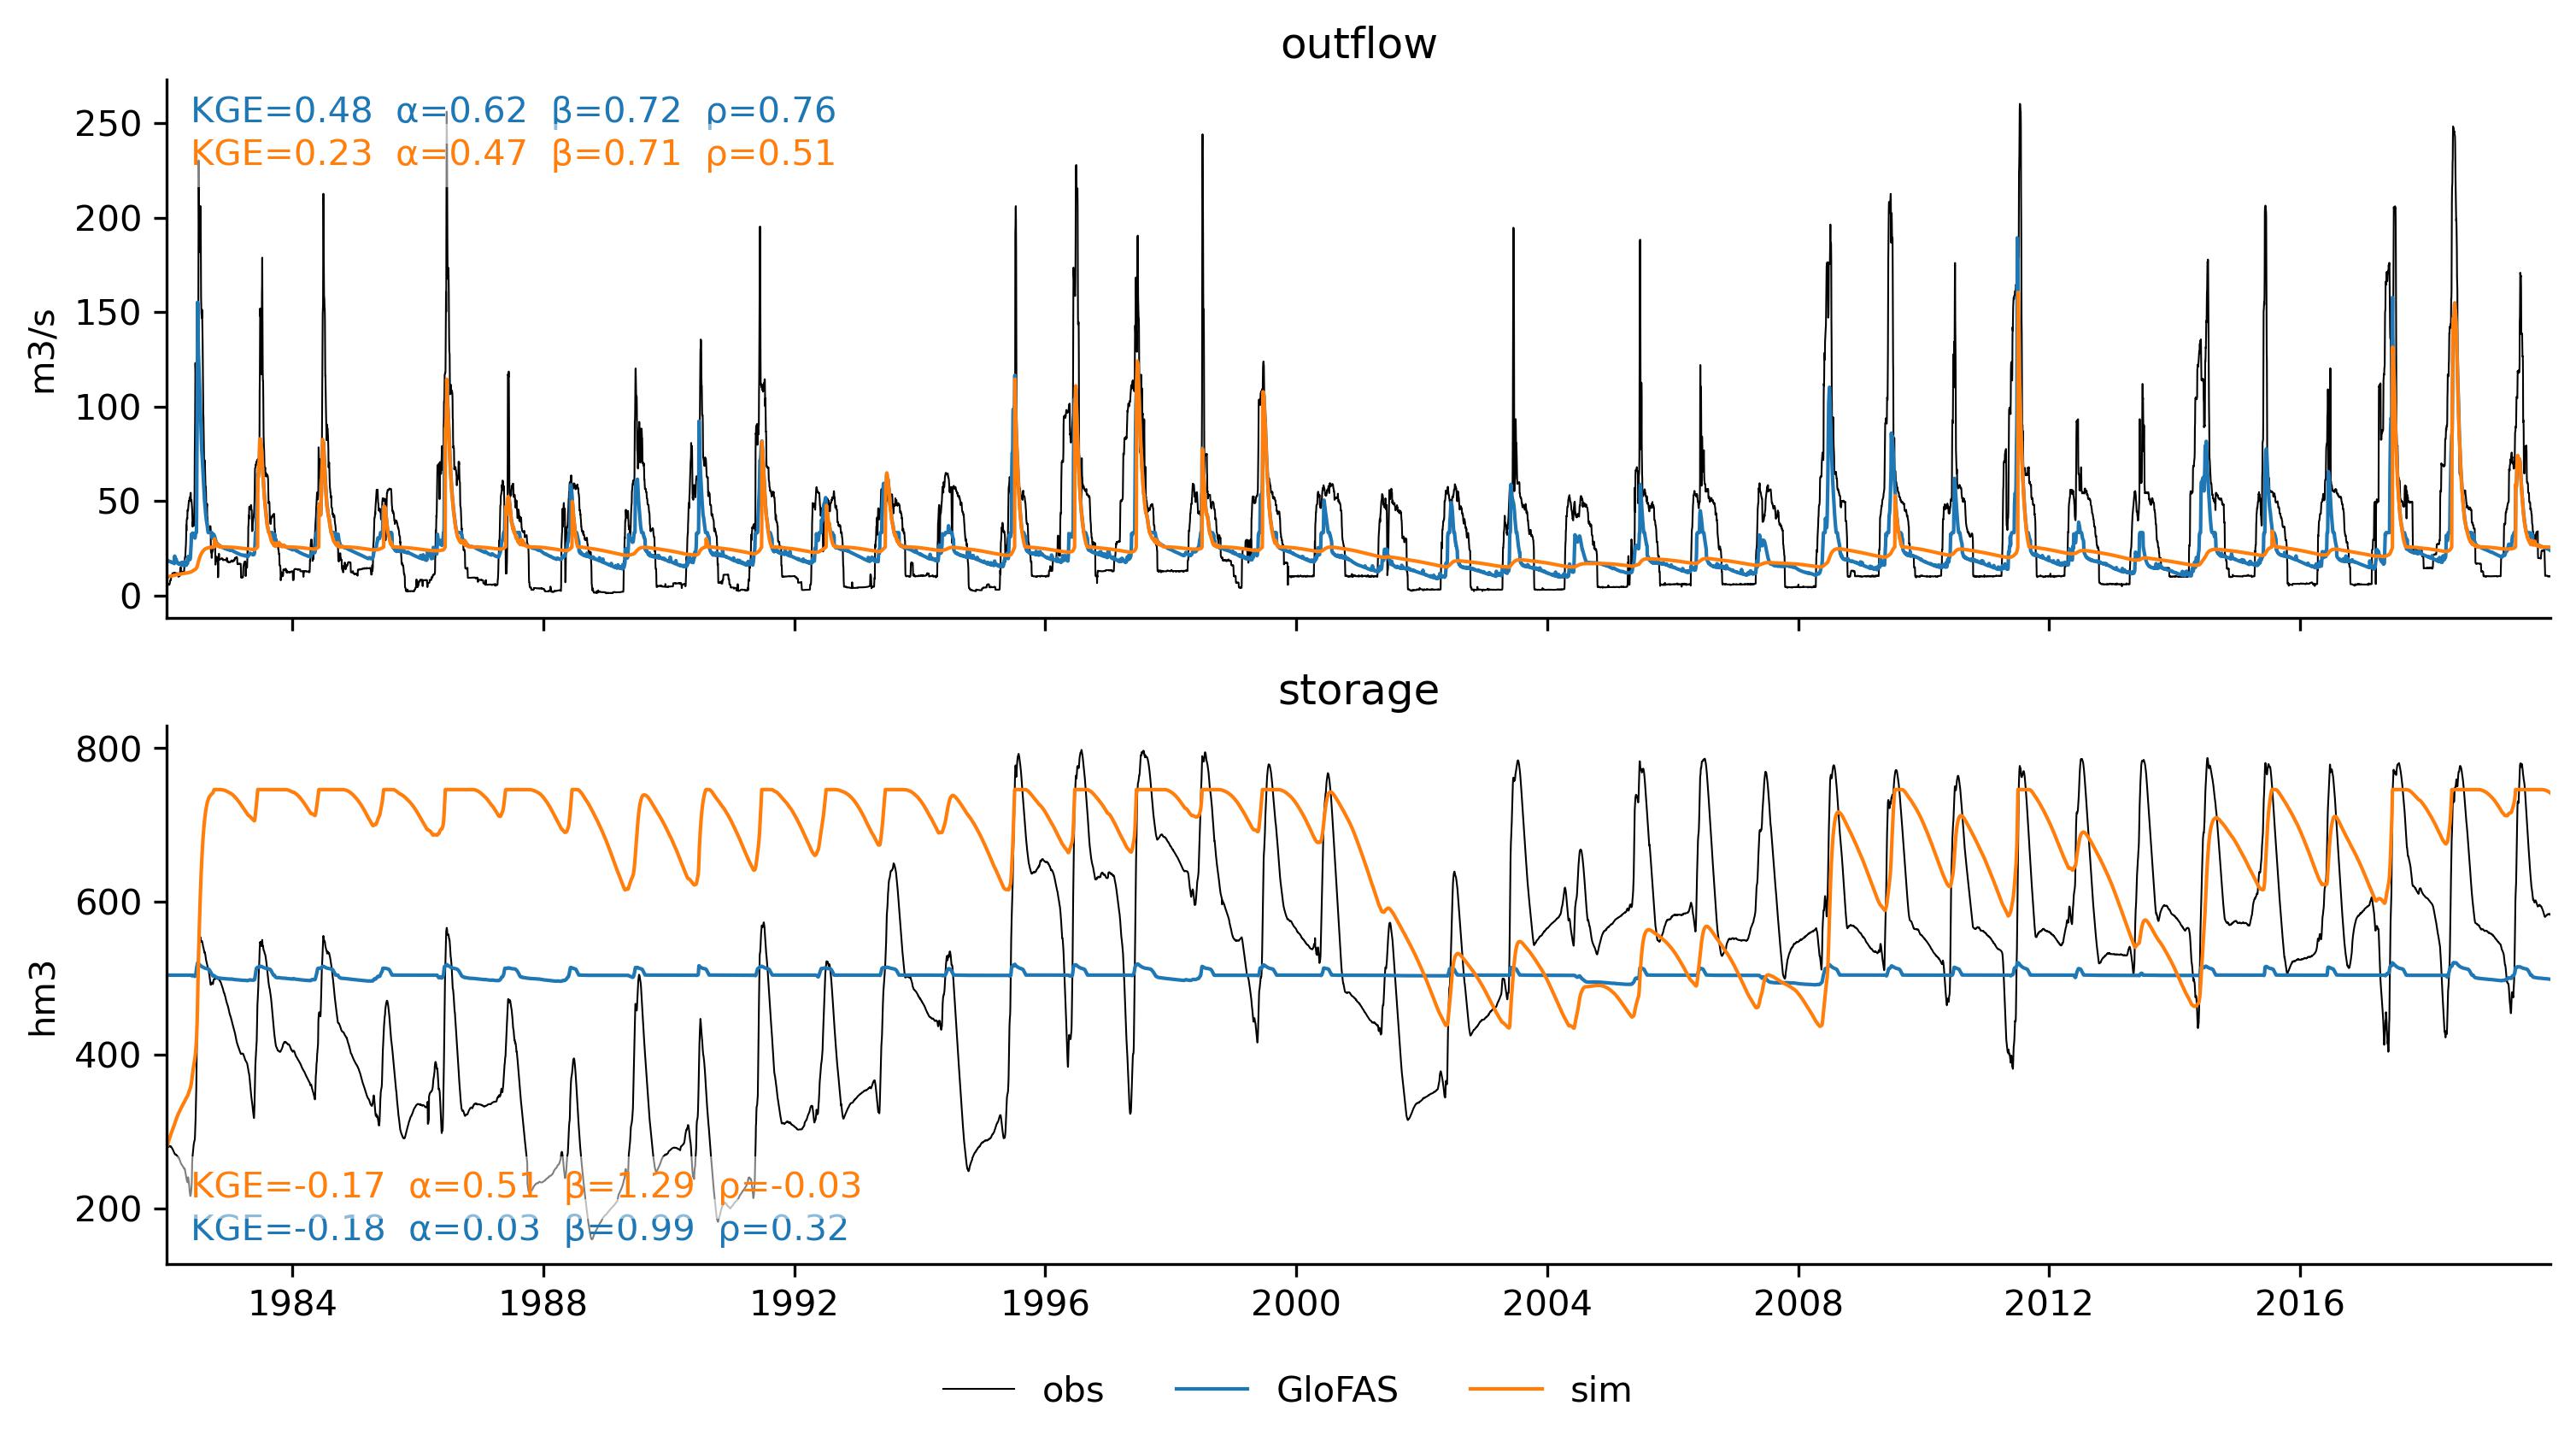 outflow
KGE=0.48 α=0.62 β=0.72 ρ=0.76
KGE=0.23 α=0.47 β=0.71 ρ=0.51
250
200
150
100
50
0
m3/s
storage
800
600
400
200
hm3
KGE=-0.17 α=0.51 β=1.29 ρ=-0.03
KGE=-0.18 α=0.03 β=0.99 ρ=0.32
1984 1988 1992 1996 2000 2004 2008 2012 2016
obs GloFAS sim